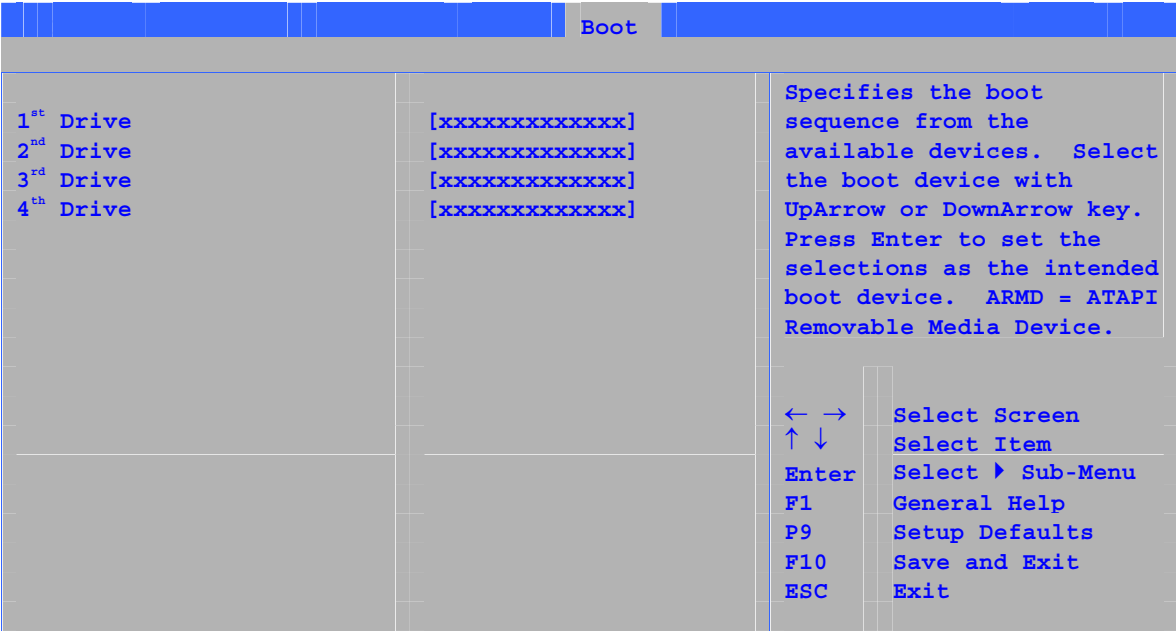 Boot
1st Drive [xxxxxxxxxxxxx]
2nd Drive [xxxxxxxxxxxxx]
3rd Drive [xxxxxxxxxxxxx]
4th Drive [xxxxxxxxxxxxx]
Specifies the boot
sequence from the
available devices. Select
the boot device with
UpArrow or DownArrow key.
Press Enter to set the
selections as the intended
boot device. ARMD = ATAPI
Removable Media Device.
← → Select Screen
↑ ↓ Select Item
Enter Select ▶ Sub-Menu
F1 General Help
P9 Setup Defaults
F10 Save and Exit
ESC Exit